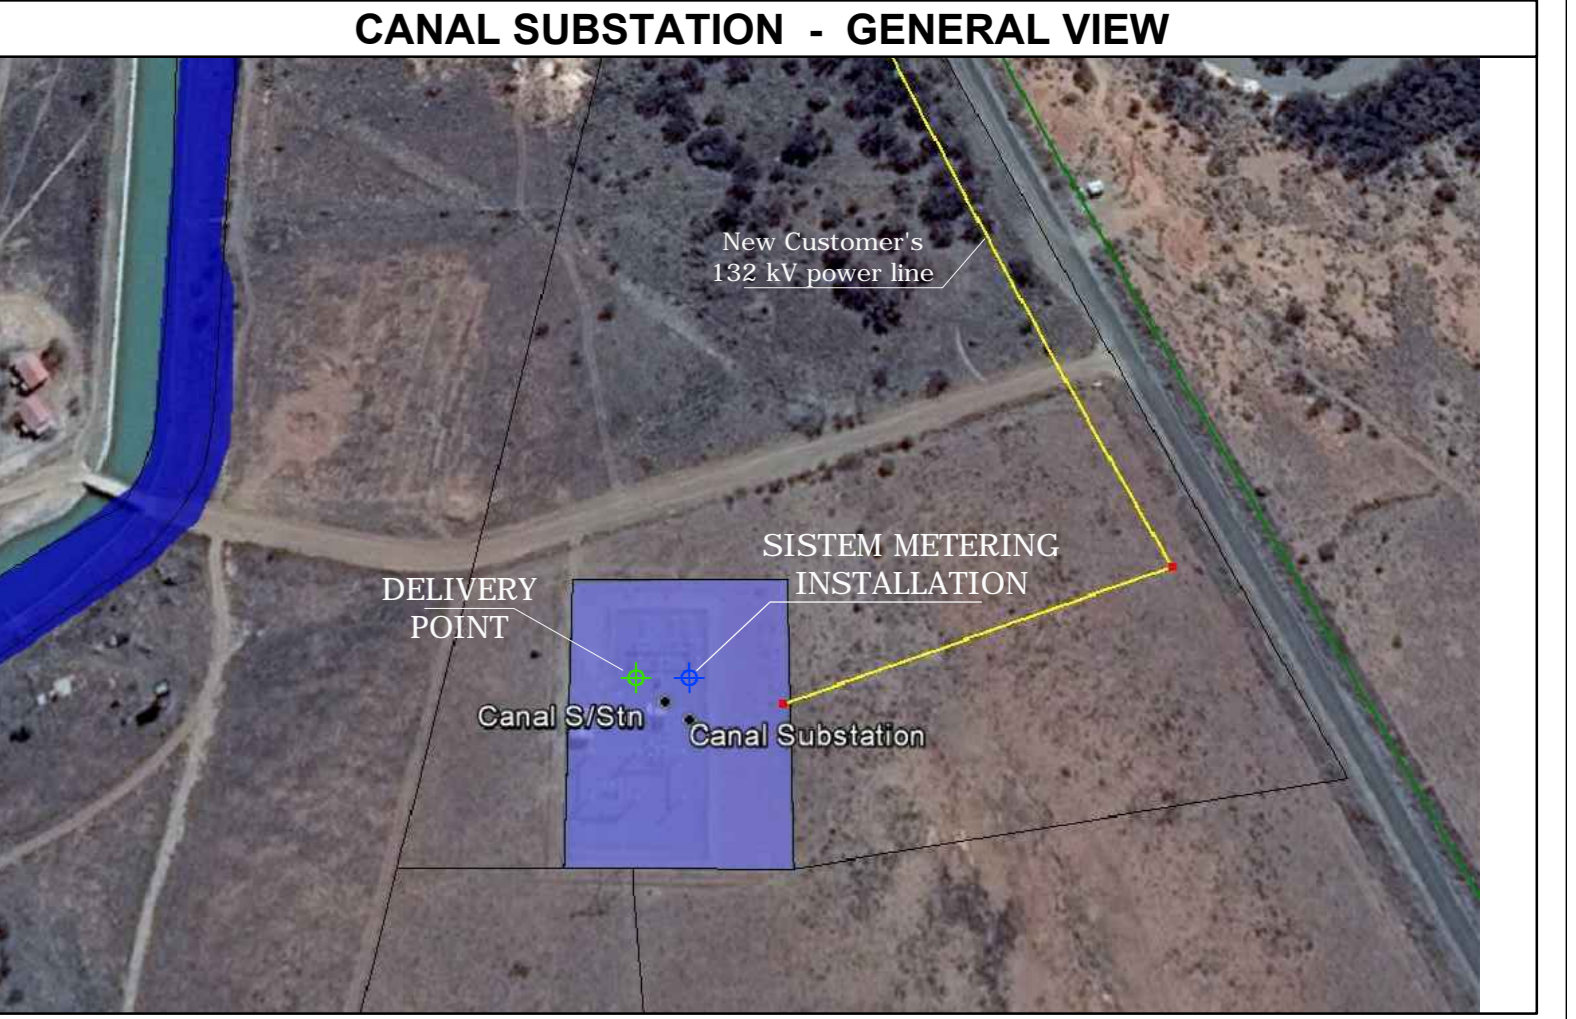 CANAL SUBSTATION - GENERAL VIEW
New Customer's
132 kV power line
SISTEM METERING
INSTALLATION
DELIVERY
POINT
Canal S/Stn
Canal Substation